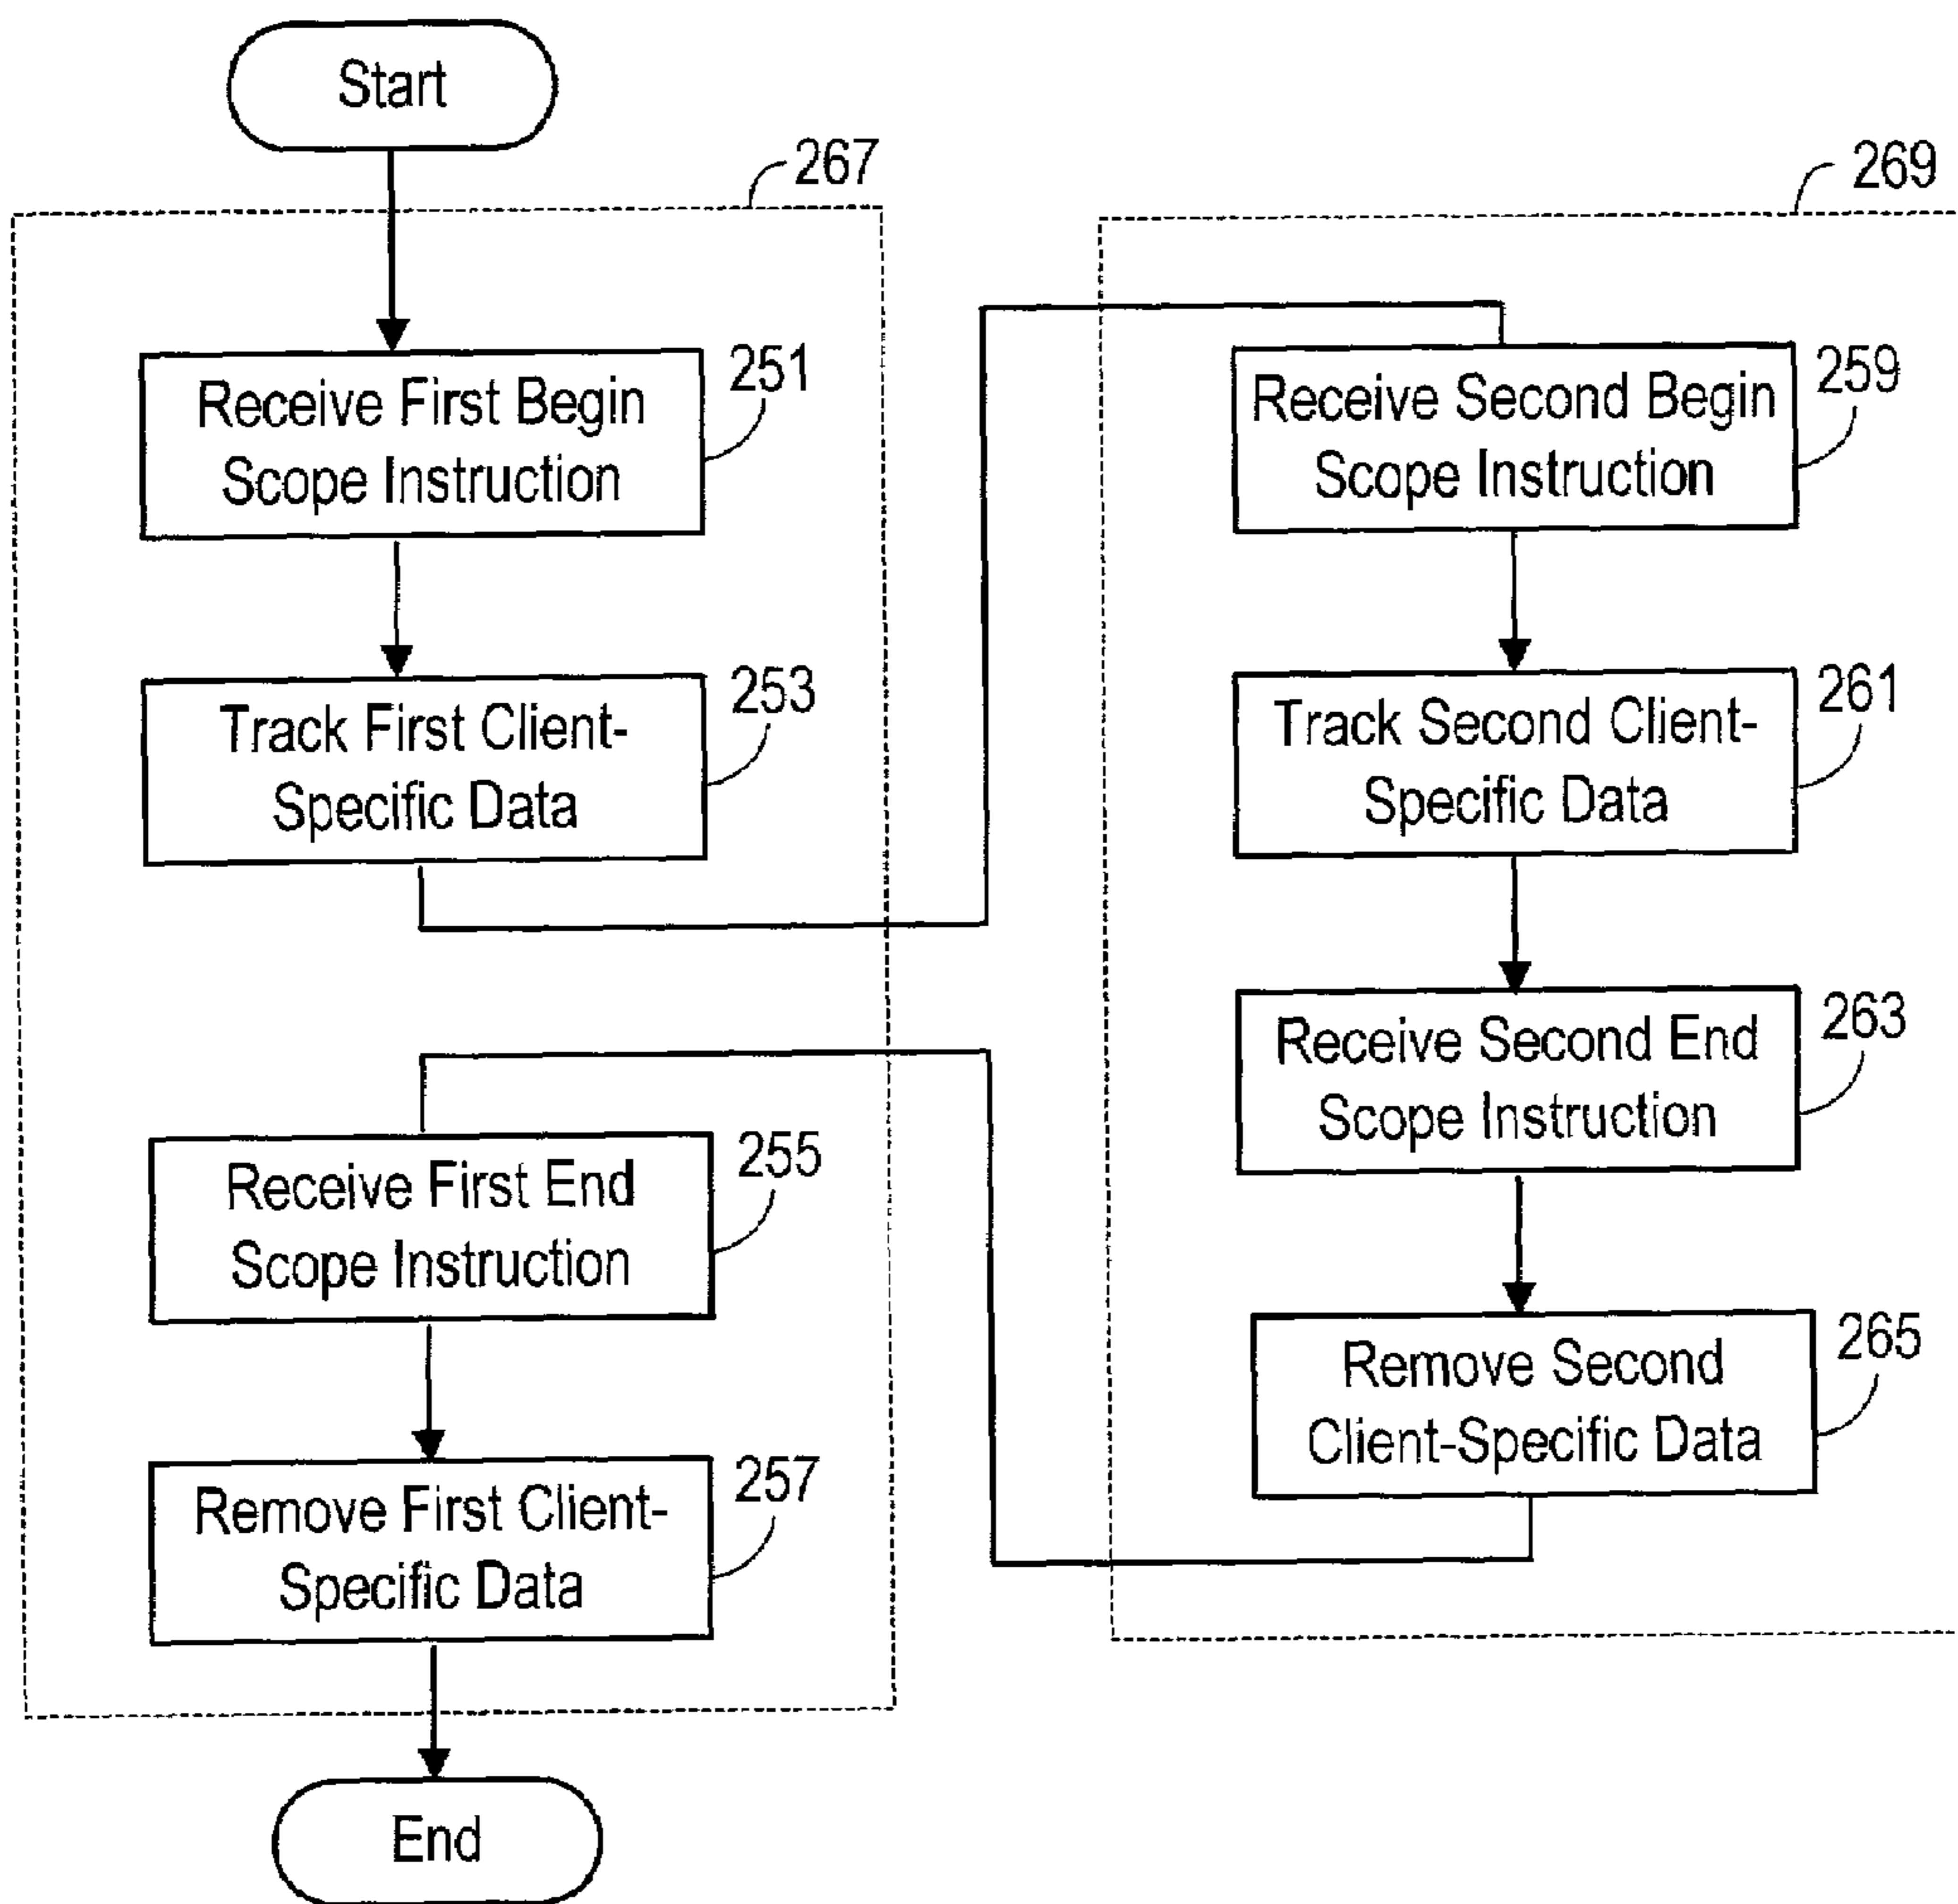 Start
267
Receive First Begin
Scope Instruction
251
Track First Client-
Specific Data
253
269
Receive Second Begin
Scope Instruction
259
Track Second Client-
Specific Data
261
Receive Second End
Scope Instruction
263
Remove Second
Client-Specific Data
265
Receive First End
Scope Instruction
255
Remove First Client-
Specific Data
257
End